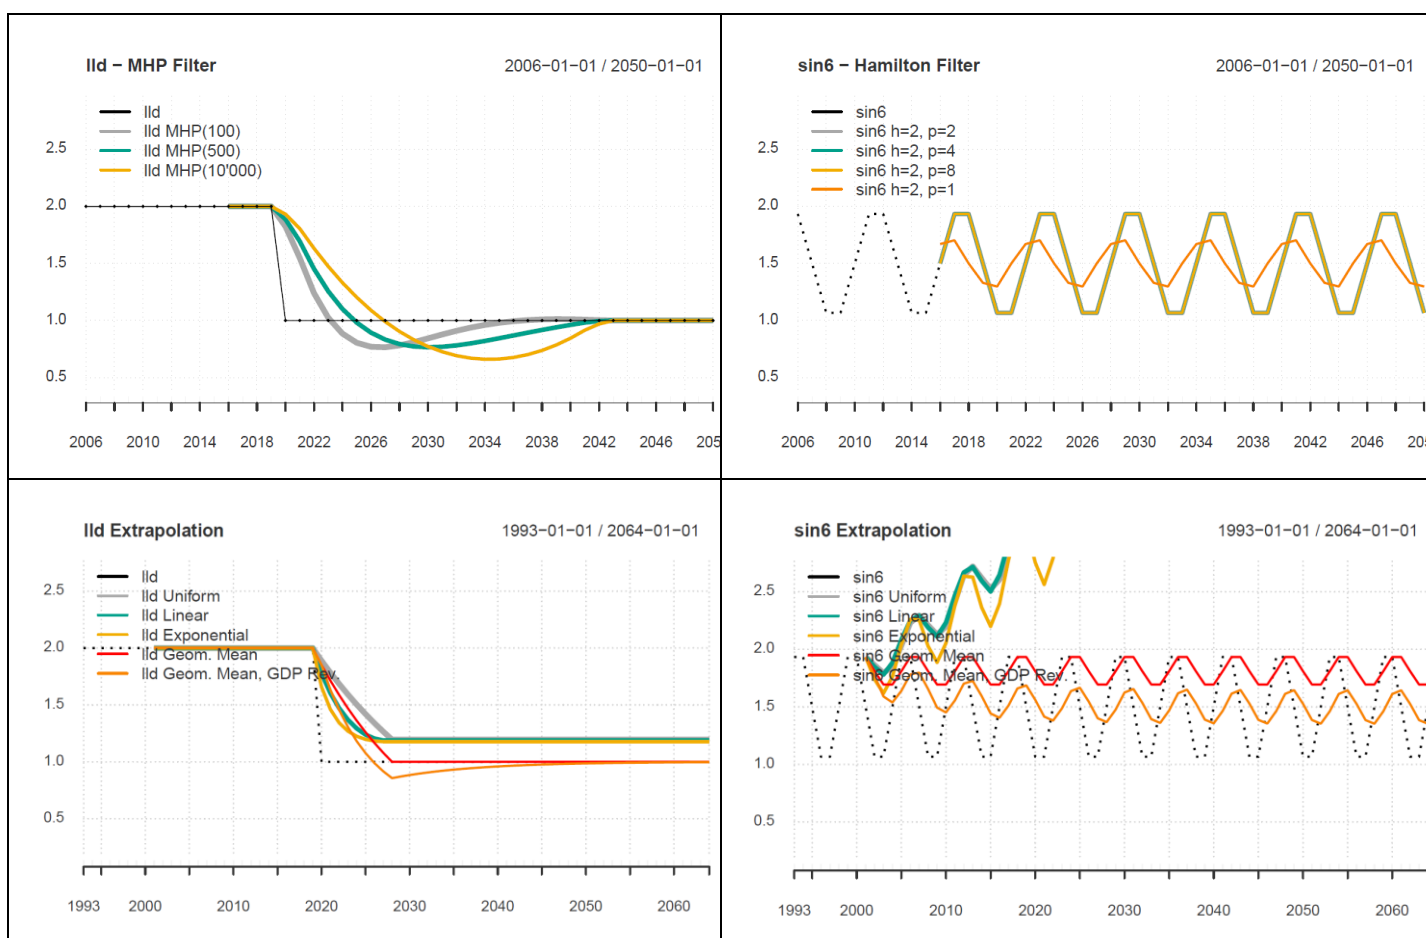 lld − MHP Filter 2006−01−01 / 2050−01−01
lld
lld MHP(100)
lld MHP(500)
lld MHP(10'000)
2.5
2.0
1.5
1.0
0.5
2006 2010 2014 2018 2022 2026 2030 2034 2038 2042 2046 205
sin6 − Hamilton Filter 2006−01−01 / 2050−01−01
sin6
sin6 h=2, p=2
sin6 h=2, p=4
sin6 h=2, p=8
sin6 h=2, p=1
2.5
2.0
1.5
1.0
0.5
2006 2010 2014 2018 2022 2026 2030 2034 2038 2042 2046 205
lld Extrapolation 1993−01−01 / 2064−01−01
lld
lld Uniform
lld Linear
lld Exponential
lld Geom. Mean
lld Geom. Mean, GDP Rev.
2.5
2.0
1.5
1.0
0.5
1993 2000 2010 2020 2030 2040 2050 2060
sin6 Extrapolation 1993−01−01 / 2064−01−01
sin6
sin6 Uniform
sin6 Linear
sin6 Exponential
sin6 Geom. Mean
sin6 Geom. Mean, GDP Rev.
2.5
2.0
1.5
1.0
0.5
1993 2000 2010 2020 2030 2040 2050 2060